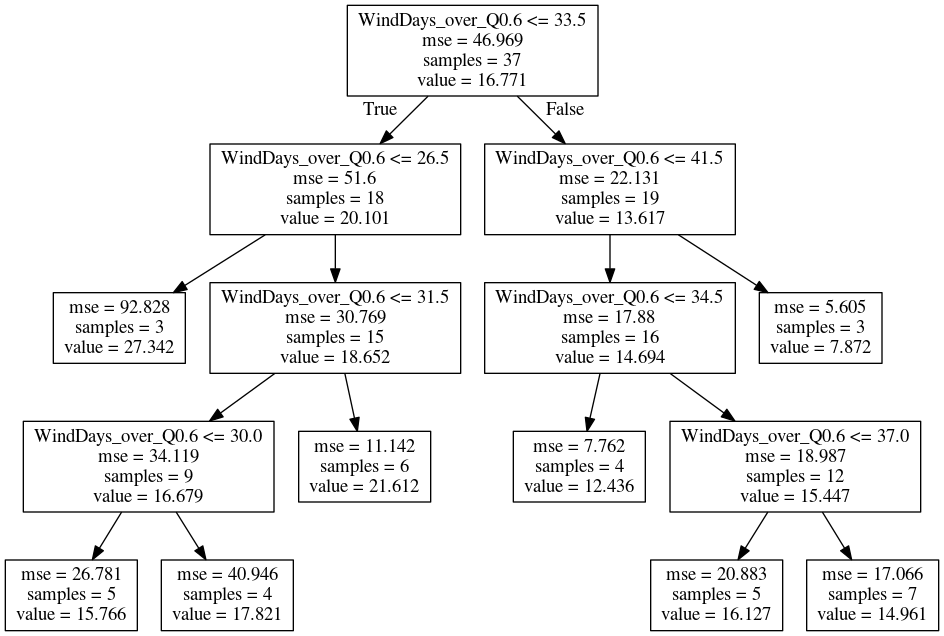 WindDays_over_Q0.6 <= 33.5
mse = 46.969
samples = 37
value = 16.771
True
False
WindDays_over_Q0.6 <= 26.5
mse = 51.6
samples = 18
value = 20.101
WindDays_over_Q0.6 <= 41.5
mse = 22.131
samples = 19
value = 13.617
mse = 92.828
samples = 3
value = 27.342
WindDays_over_Q0.6 <= 31.5
mse = 30.769
samples = 15
value = 18.652
WindDays_over_Q0.6 <= 34.5
mse = 17.88
samples = 16
value = 14.694
mse = 5.605
samples = 3
value = 7.872
WindDays_over_Q0.6 <= 30.0
mse = 34.119
samples = 9
value = 16.679
mse = 11.142
samples = 6
value = 21.612
mse = 7.762
samples = 4
value = 12.436
WindDays_over_Q0.6 <= 37.0
mse = 18.987
samples = 12
value = 15.447
mse = 26.781
samples = 5
value = 15.766
mse = 40.946
samples = 4
value = 17.821
mse = 20.883
samples = 5
value = 16.127
mse = 17.066
samples = 7
value = 14.961